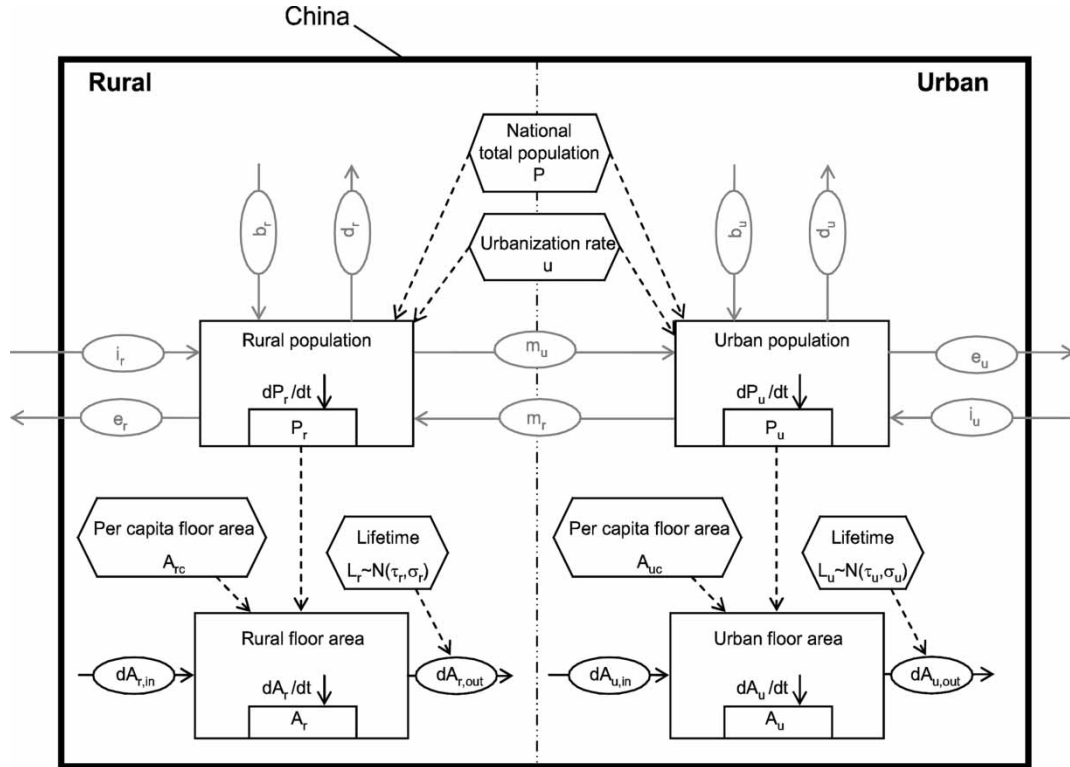 China
Rural
Urban
National
total population
P
Urbanization rate
u
b_r
d_r
b_u
d_u
Rural population
dP_r/dt
P_r
Urban population
dP_u/dt
P_u
i_r
e_r
m_u
m_r
e_u
i_u
Per capita floor area
A_rc
Lifetime
L_r~N(τ_r,σ_r)
Per capita floor area
A_uc
Lifetime
L_u~N(τ_u,σ_u)
Rural floor area
dA_r/dt
A_r
dA_r,in
dA_r,out
Urban floor area
dA_u/dt
A_u
dA_u,in
dA_u,out